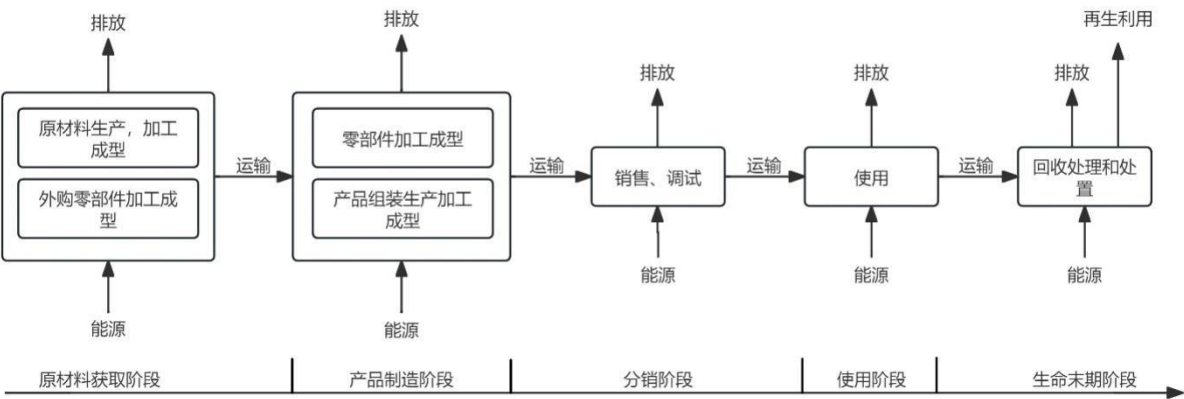 排放
排放
再生利用
排放
排放
排放
原材料生产，加工
成型
外购零部件加工成
型
运输
零部件加工成型
产品组装生产加工
成型
运输
销售、调试
运输
使用
运输
回收处理和处
置
能源
能源
能源
能源
能源
原材料获取阶段
产品制造阶段
分销阶段
使用阶段
生命末期阶段